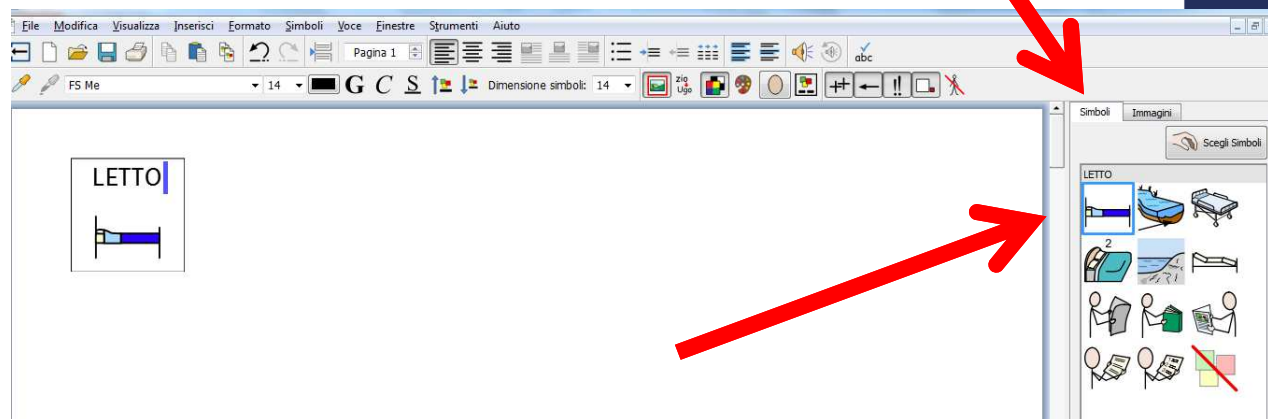 File Modifica Visualizza Inserisci Formato Simboli Voce Finestre Strumenti Aiuto
Pagina 1 abc
FS Me 14 G C S Dimensione simboli: 14 zio Ugo
Simboli Immagini
Scegli Simboli
LETTO
LETTO
2